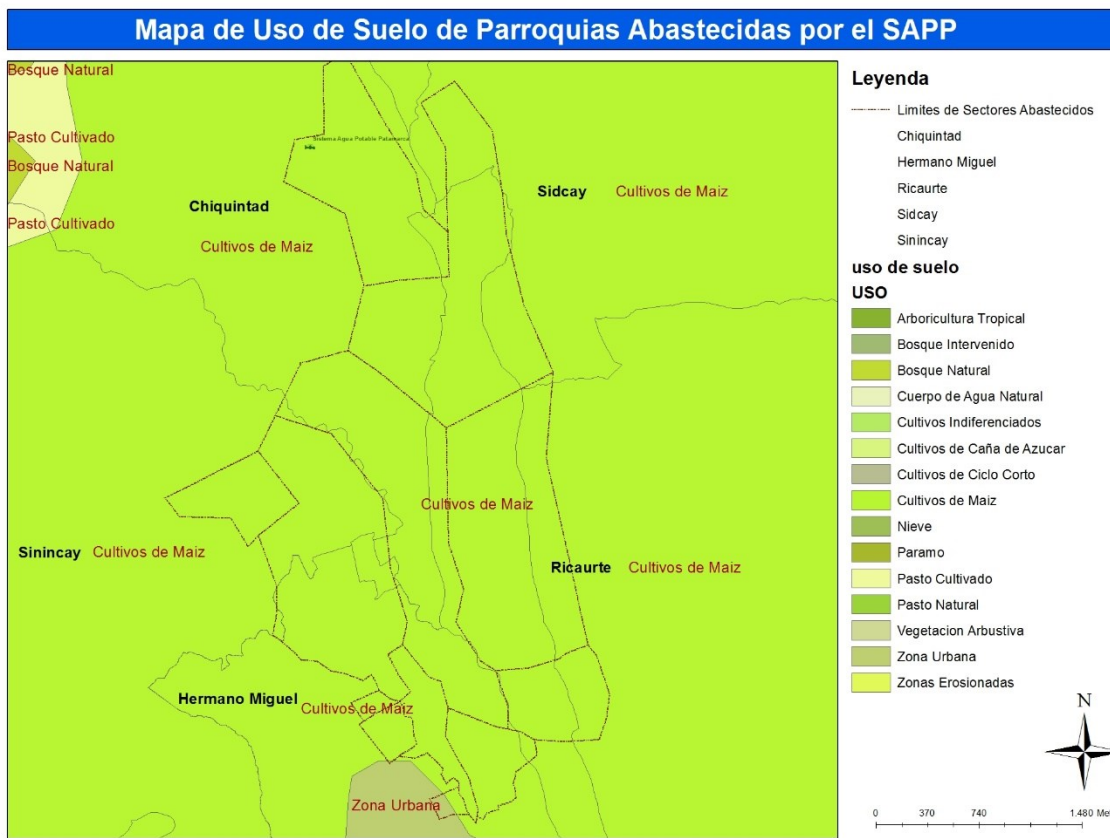 Mapa de Uso de Suelo de Parroquias Abastecidas por el SAPP
Bosque Natural
Pasto Cultivado
Bosque Natural
Pasto Cultivado
Sistema Agua Potable Patamarca
Chiquintad
Cultivos de Maiz
Sidcay Cultivos de Maiz
Cultivos de Maiz
Sinincay Cultivos de Maiz
Ricaurte Cultivos de Maiz
Hermano Miguel
Cultivos de Maiz
Zona Urbana
Leyenda
Limites de Sectores Abastecidos
Chiquintad
Hermano Miguel
Ricaurte
Sidcay
Sinincay
uso de suelo
USO
Arboricultura Tropical
Bosque Intervenido
Bosque Natural
Cuerpo de Agua Natural
Cultivos Indiferenciados
Cultivos de Caña de Azucar
Cultivos de Ciclo Corto
Cultivos de Maiz
Nieve
Paramo
Pasto Cultivado
Pasto Natural
Vegetacion Arbustiva
Zona Urbana
Zonas Erosionadas
N
0 370 740 1.480 Me